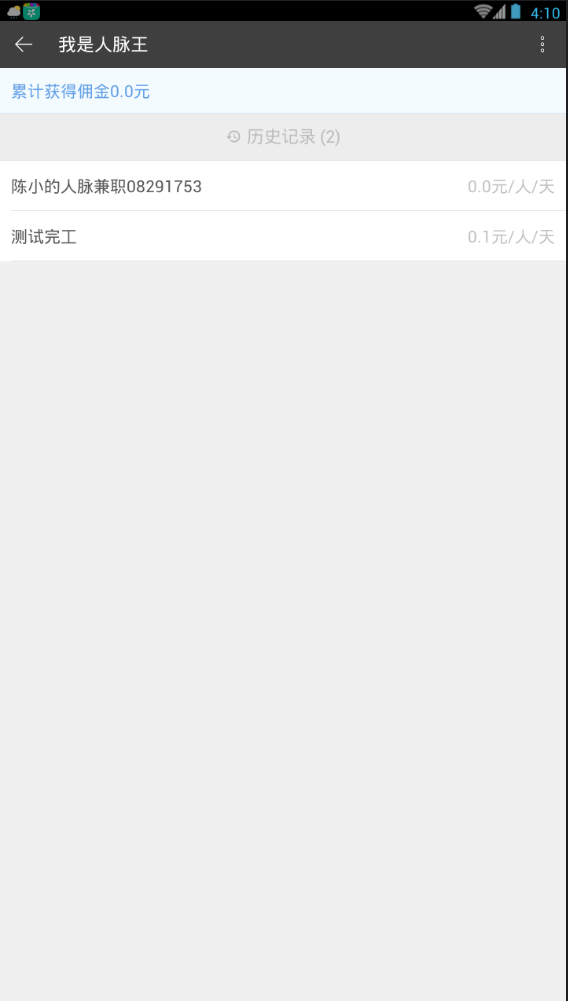 4:10
我是人脉王
累计获得佣金0.0元
历史记录 (2)
陈小的人脉兼职08291753 0.0元/人/天
测试完工 0.1元/人/天